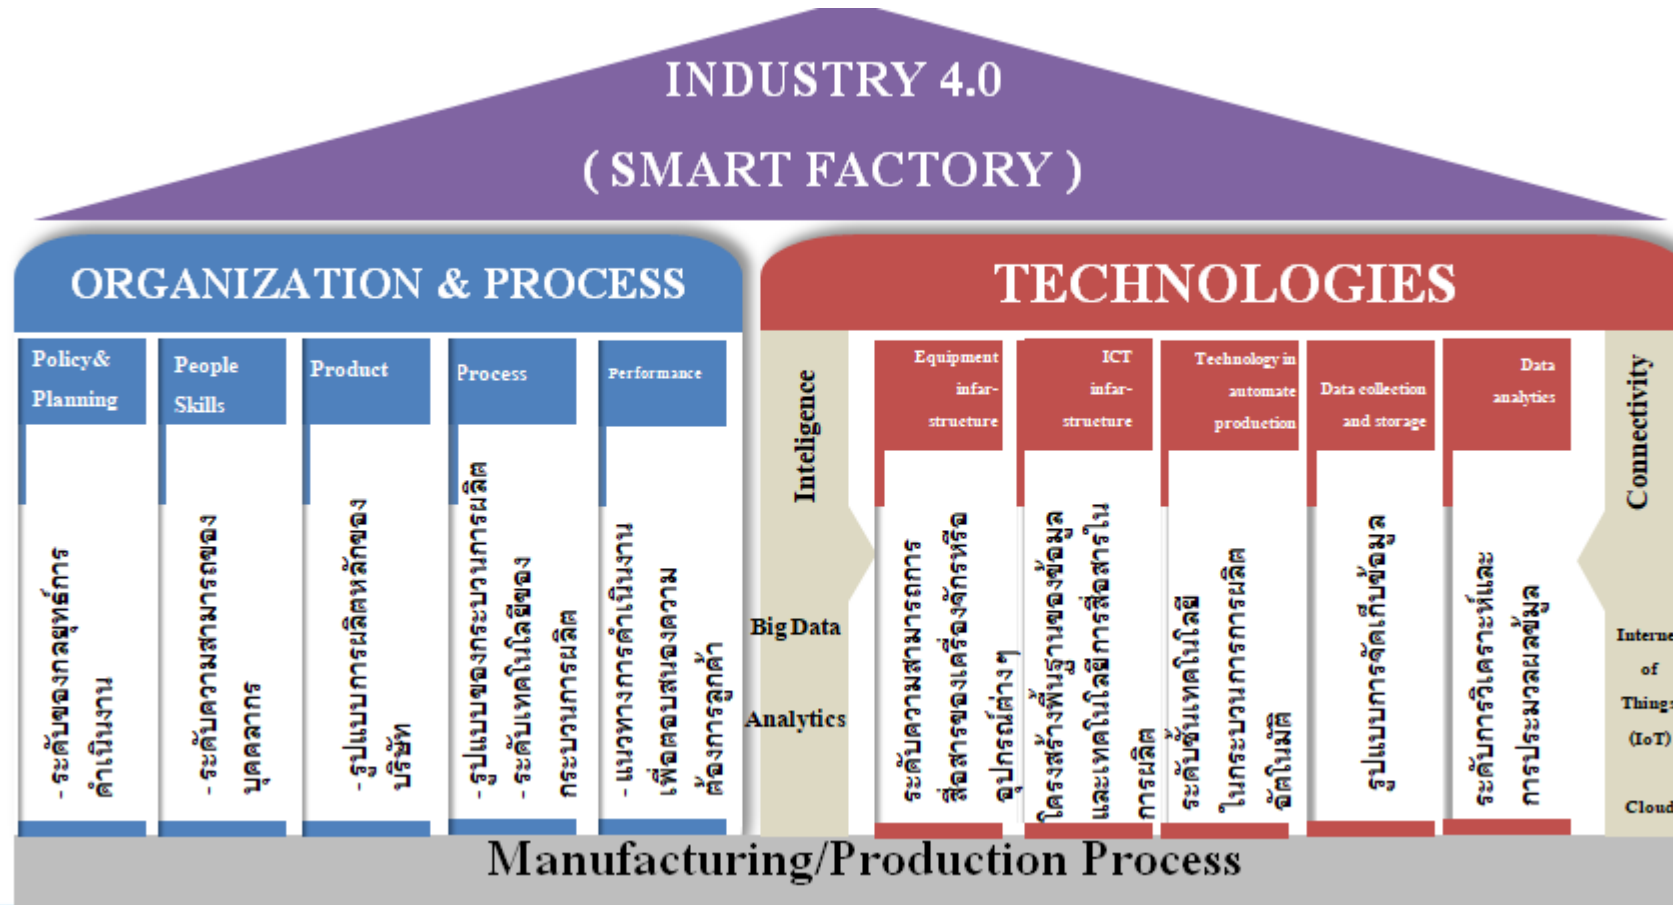 INDUSTRY 4.0
( SMART FACTORY )
ORGANIZATION & PROCESS
Policy&
Planning
- ระดับของกลยุทธ์การ
ดำเนินงาน
People
Skills
- ระดับความสามารถของ
บุคคลากร
Product
- รูปแบบการผลิตหลักของ
บริษัท
Process
- รูปแบบของกระบวนการผลิต
- ระดับเทคโนโลยีของ
กระบวนการผลิต
Performance
- แนวทางการดำเนินงาน
เพื่อตอบสนองความ
ต้องการลูกค้า
TECHNOLOGIES
Inteligence
Big Data
Analytics
Equipment
infar-
structure
ระดับความสามารถการ
สื่อสารของเครื่องจักรหรือ
อุปกรณ์ต่างๆ
ICT
infar-
structure
โครงสร้างพื้นฐานของข้อมูล
และเทคโนโลยีการสื่อสารใน
การผลิต
Technology in
automate
production
ระดับชั้นเทคโนโลยี
ในกระบวนการการผลิต
อัตโนมัติ
Data collection
and storage
รูปแบบการจัดเก็บข้อมูล
Data
analytics
ระดับการวิเคราะห์และ
การประมวลผลข้มูล
Connectivity
Interne
of
Things
(IoT)
Cloud
Manufacturing/Production Process